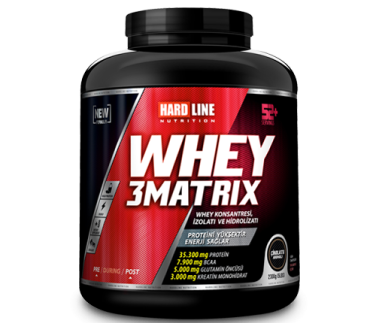 HARDLINE
NUTRITION
NEW
WHEY
3MATRIX
WHEY KONSANTRESİ,
İZOLATI VE HİDROLİZATI
PROTEİNİ YÜKSEKTİR
ENERJİ SAĞLAR
35.300 mg PROTEİN
7.900 mg BCAA
5.000 mg GLUTAMİN ÖNCÜSÜ
3.000 mg KREATİN MONOHİDRAT
PRE / DURING / POST
CHOCOLATE